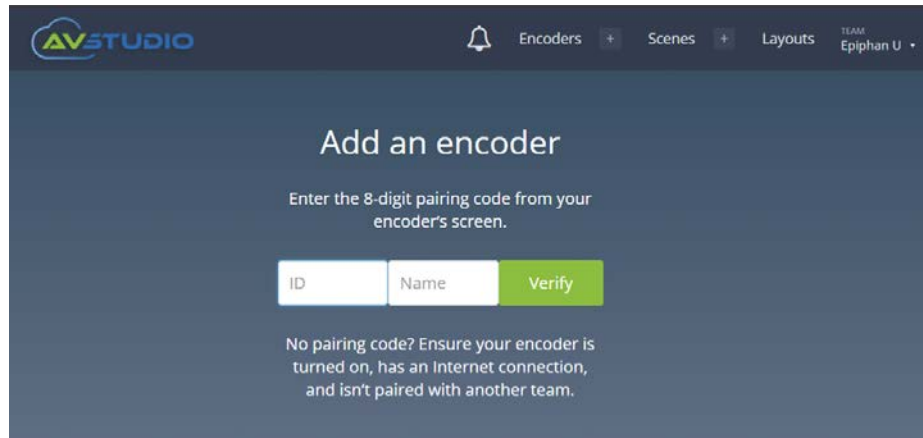 AVSTUDIO
Encoders + Scenes + Layouts TEAM
Epiphan U
Add an encoder
Enter the 8-digit pairing code from your
encoder's screen.
ID Name Verify
No pairing code? Ensure your encoder is
turned on, has an Internet connection,
and isn't paired with another team.